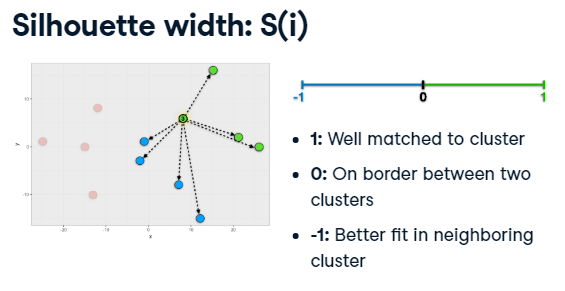 Silhouette width: S(i)
10
0
-10
y
-20
-10
0
10
20
x
3
-1
0
1
1: Well matched to cluster
0: On border between two
clusters
-1: Better fit in neighboring
cluster